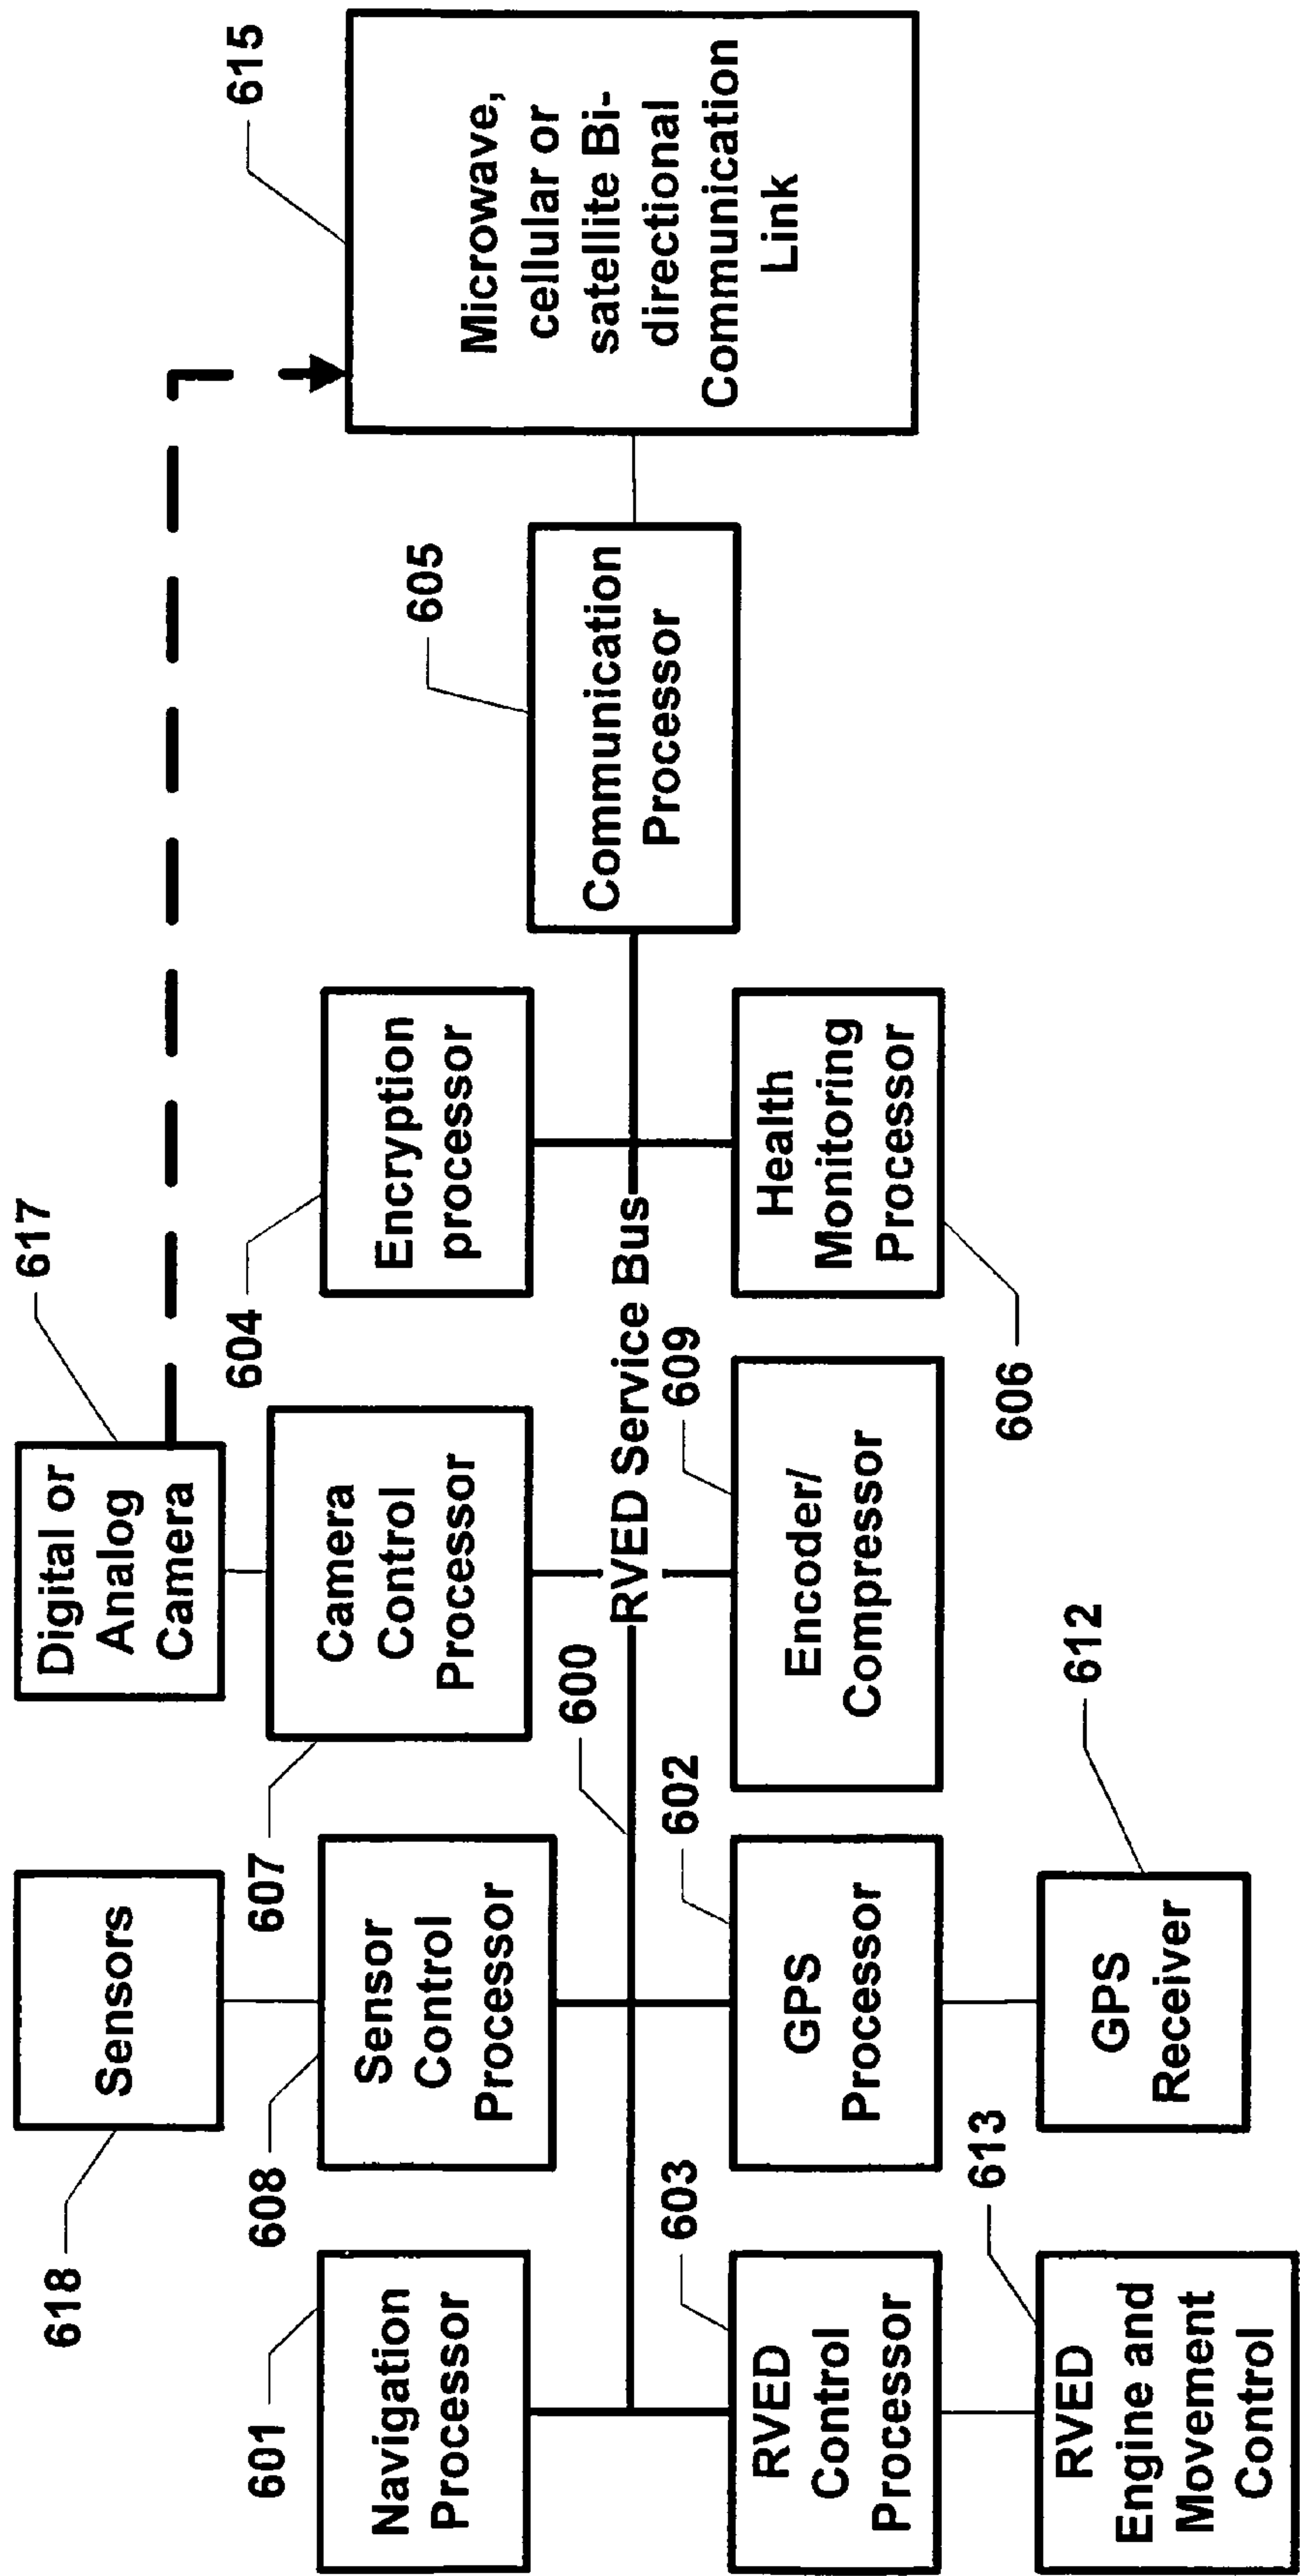 618
Sensors
617
Digital or
Analog
Camera
615
Microwave,
cellular or
satellite Bi-
directional
Communication
Link
601
Navigation
Processor
608
Sensor
Control
Processor
607
Camera
Control
Processor
604
Encryption
processor
605
Communication
Processor
600
RVED Service Bus
603
RVED
Control
Processor
602
GPS
Processor
609
Encoder/
Compressor
Health
Monitoring
Processor
606
613
RVED
Engine and
Movement
Control
612
GPS
Receiver